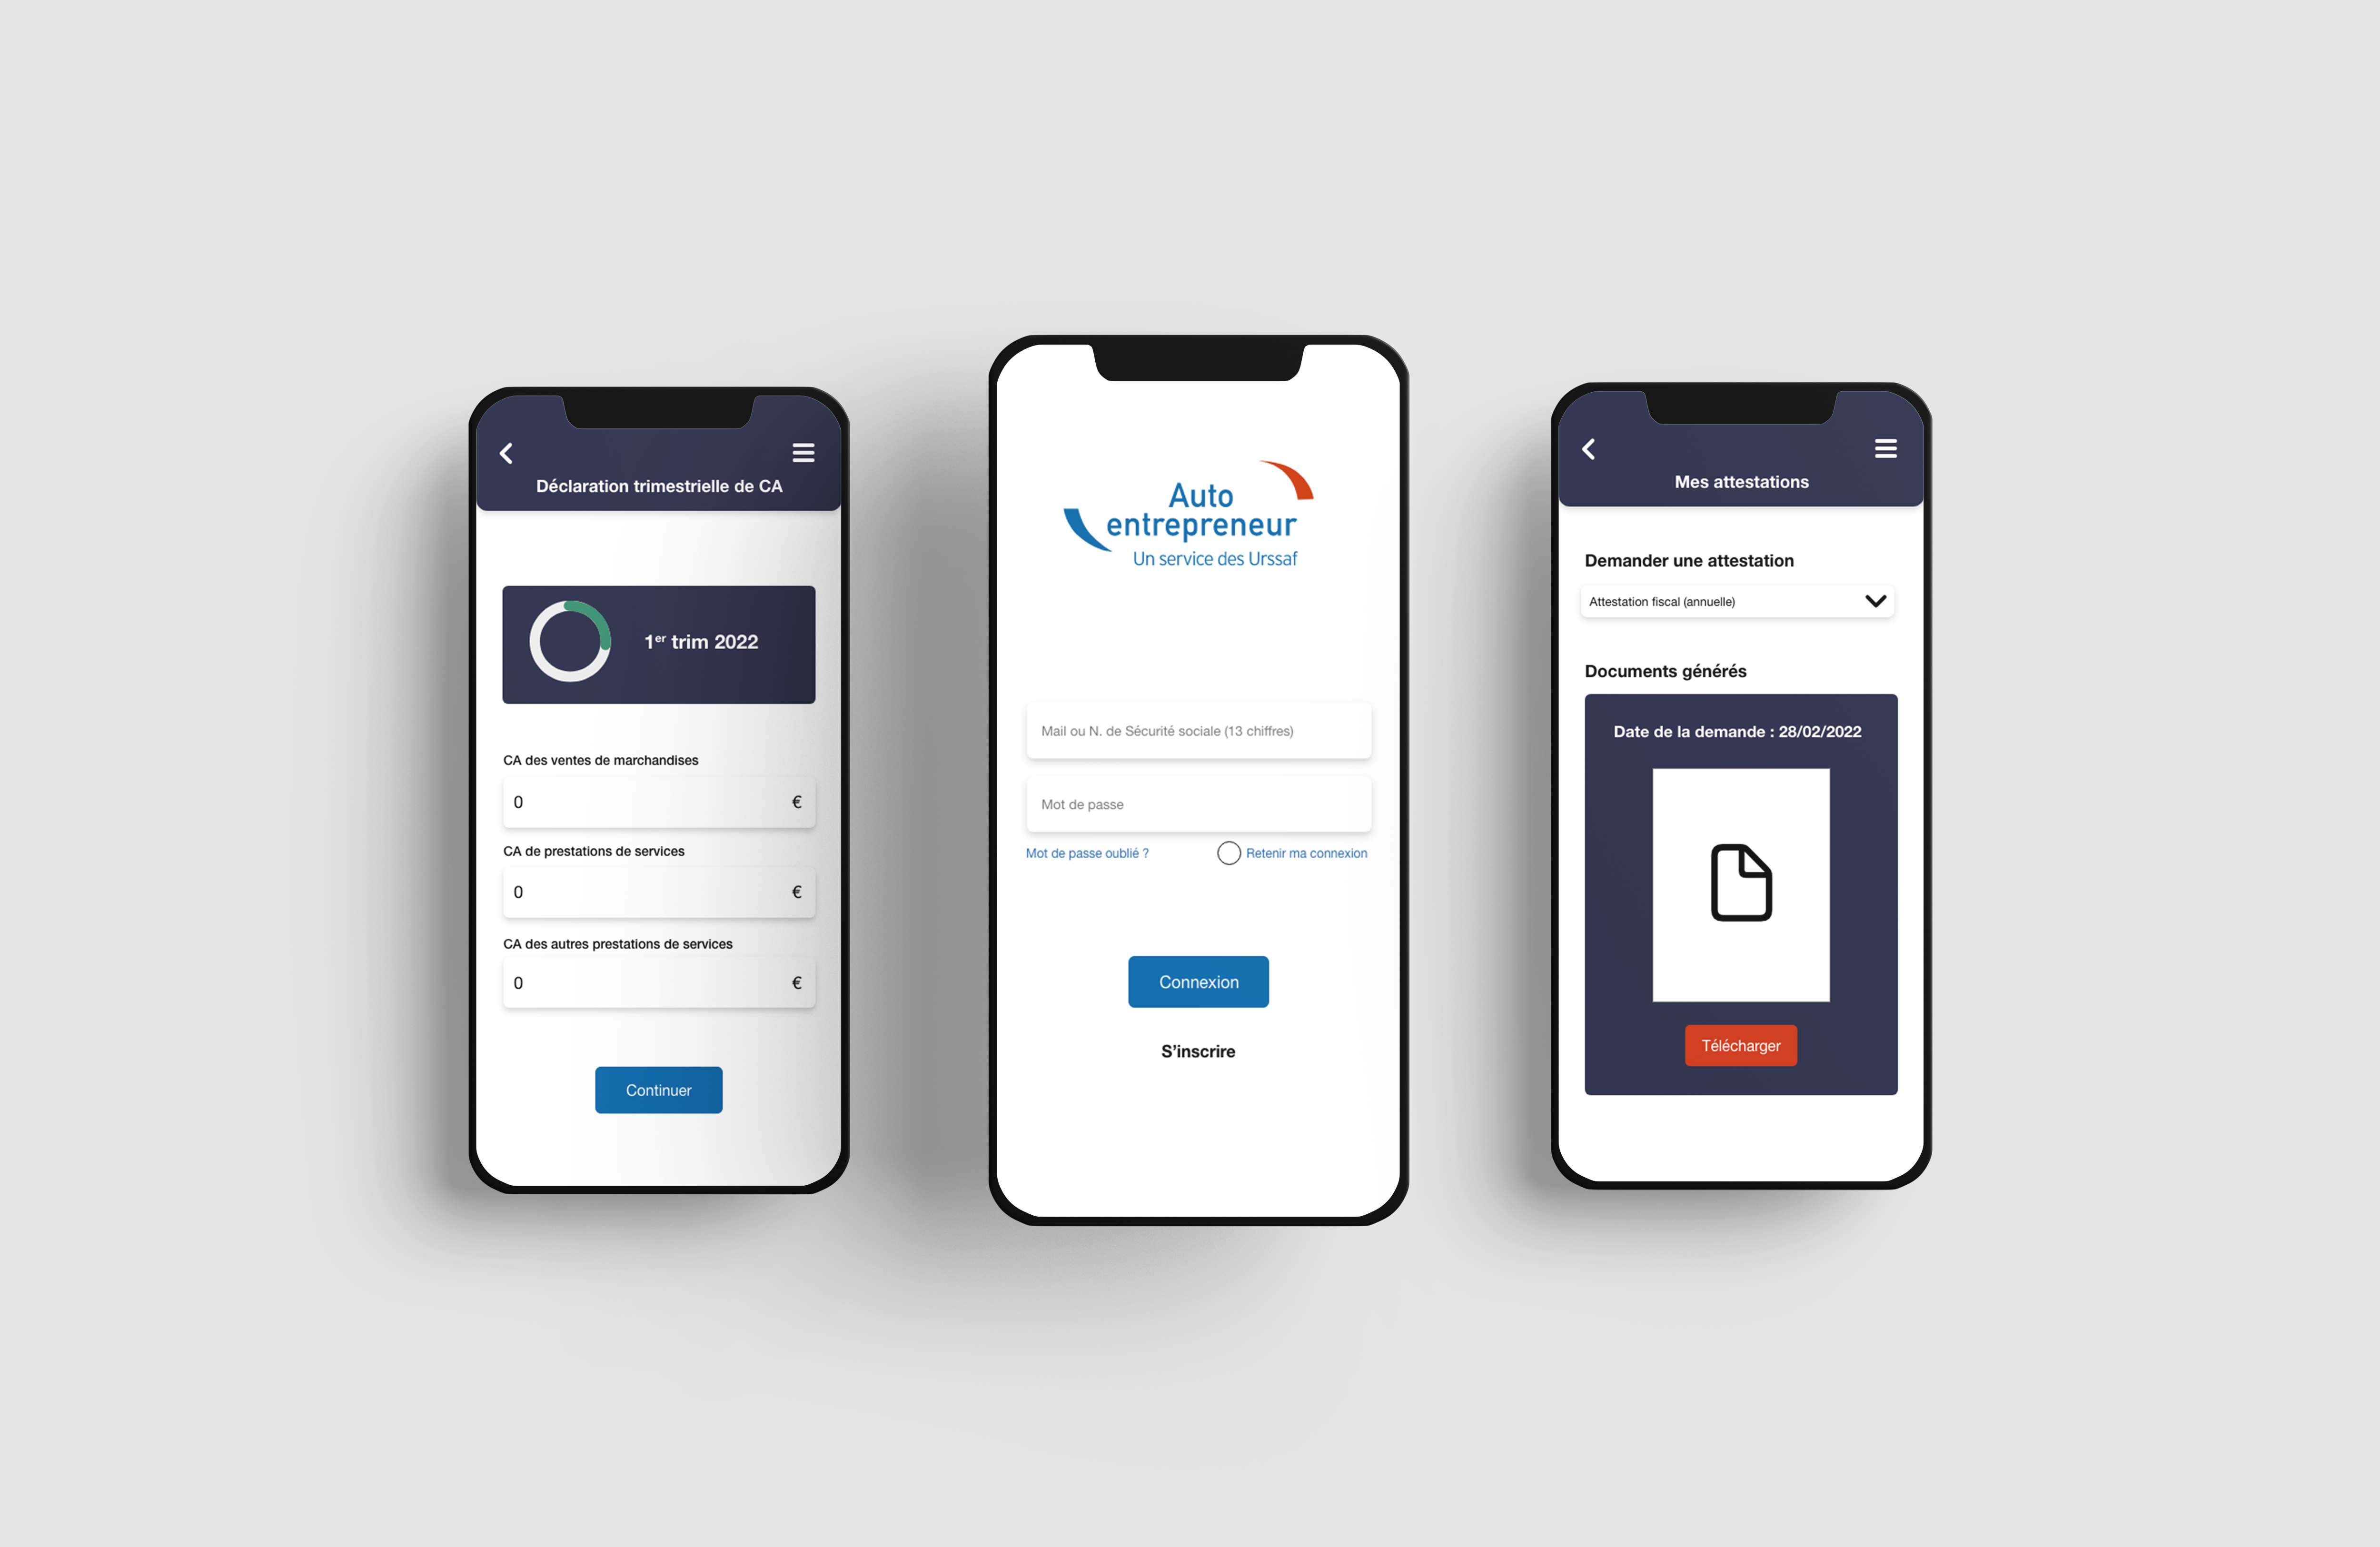 Déclaration trimestrielle de CA
1er trim 2022
CA des ventes de marchandises
0 €
CA de prestations de services
0 €
CA des autres prestations de services
0 €
Continuer
Auto
entrepreneur
Un service des Urssaf
Mail ou N. de Sécurité sociale (13 chiffres)
Mot de passe
Mot de passe oublié ? Retenir ma connexion
Connexion
S'inscrire
Mes attestations
Demander une attestation
Attestation fiscal (annuelle)
Documents générés
Date de la demande : 28/02/2022
Télécharger